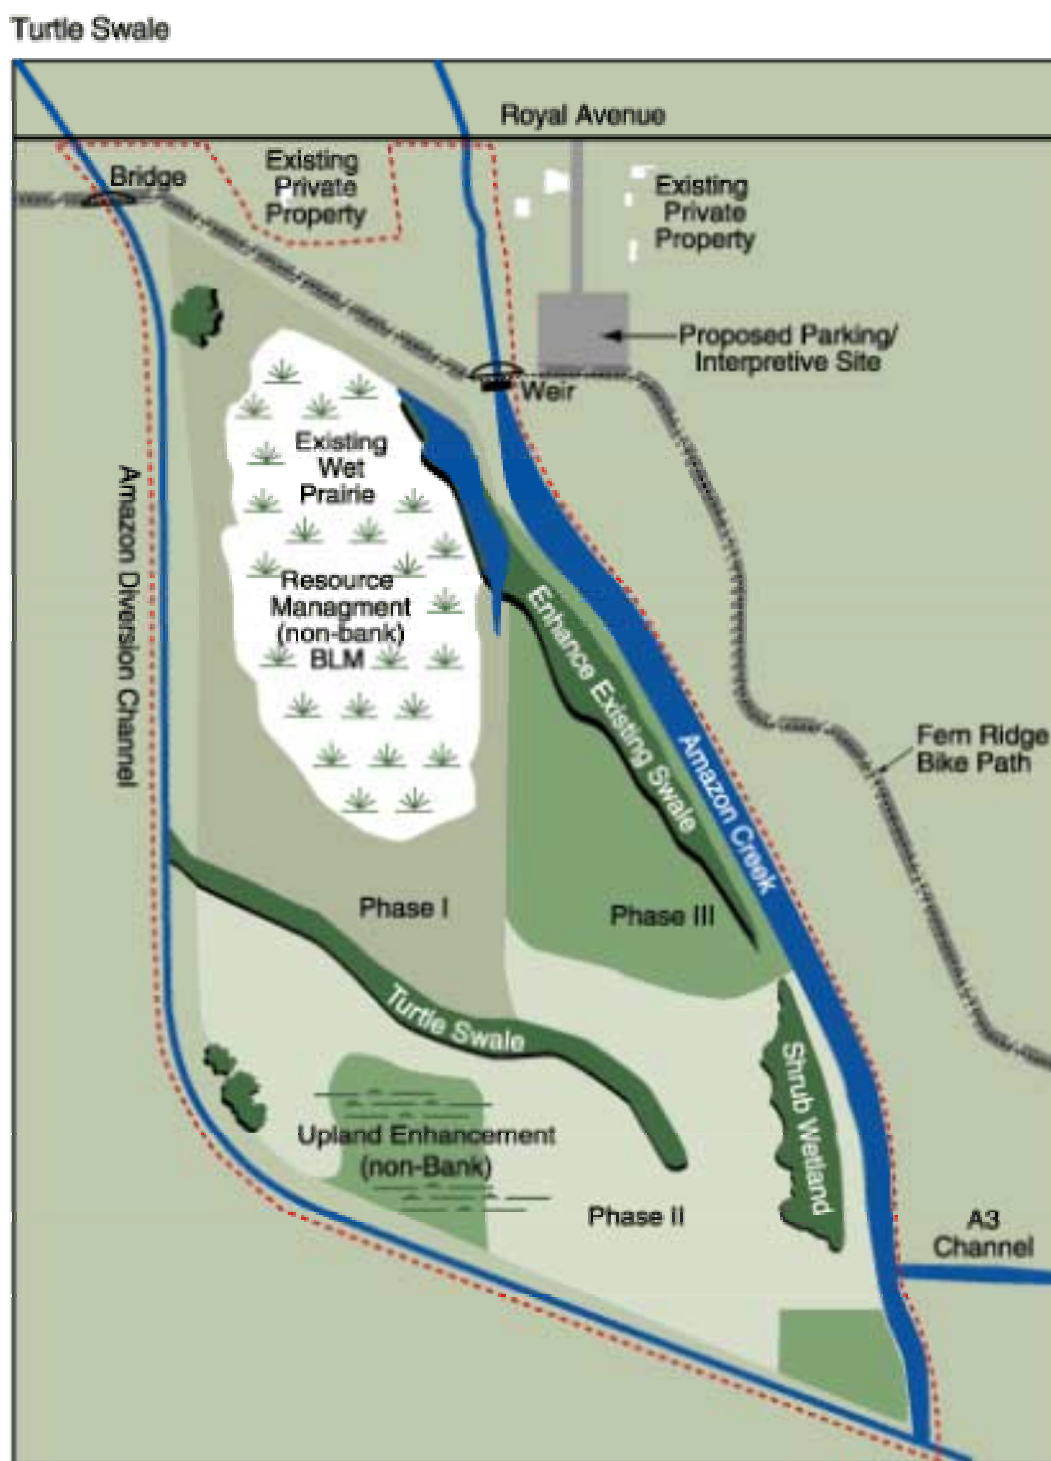 Turtle Swale
Royal Avenue
Bridge
Existing
Private
Property
Existing
Private
Property
Proposed Parking/
Interpretive Site
Weir
Existing
Wet
Prairie
Resource
Managment
(non-bank)
BLM
Amazon Diversion Channel
Enhance Existing Swale
Amazon Creek
Fern Ridge
Bike Path
Phase I
Phase III
Turtle Swale
Shrub Wetland
Upland Enhancement
(non-Bank)
Phase II
A3
Channel